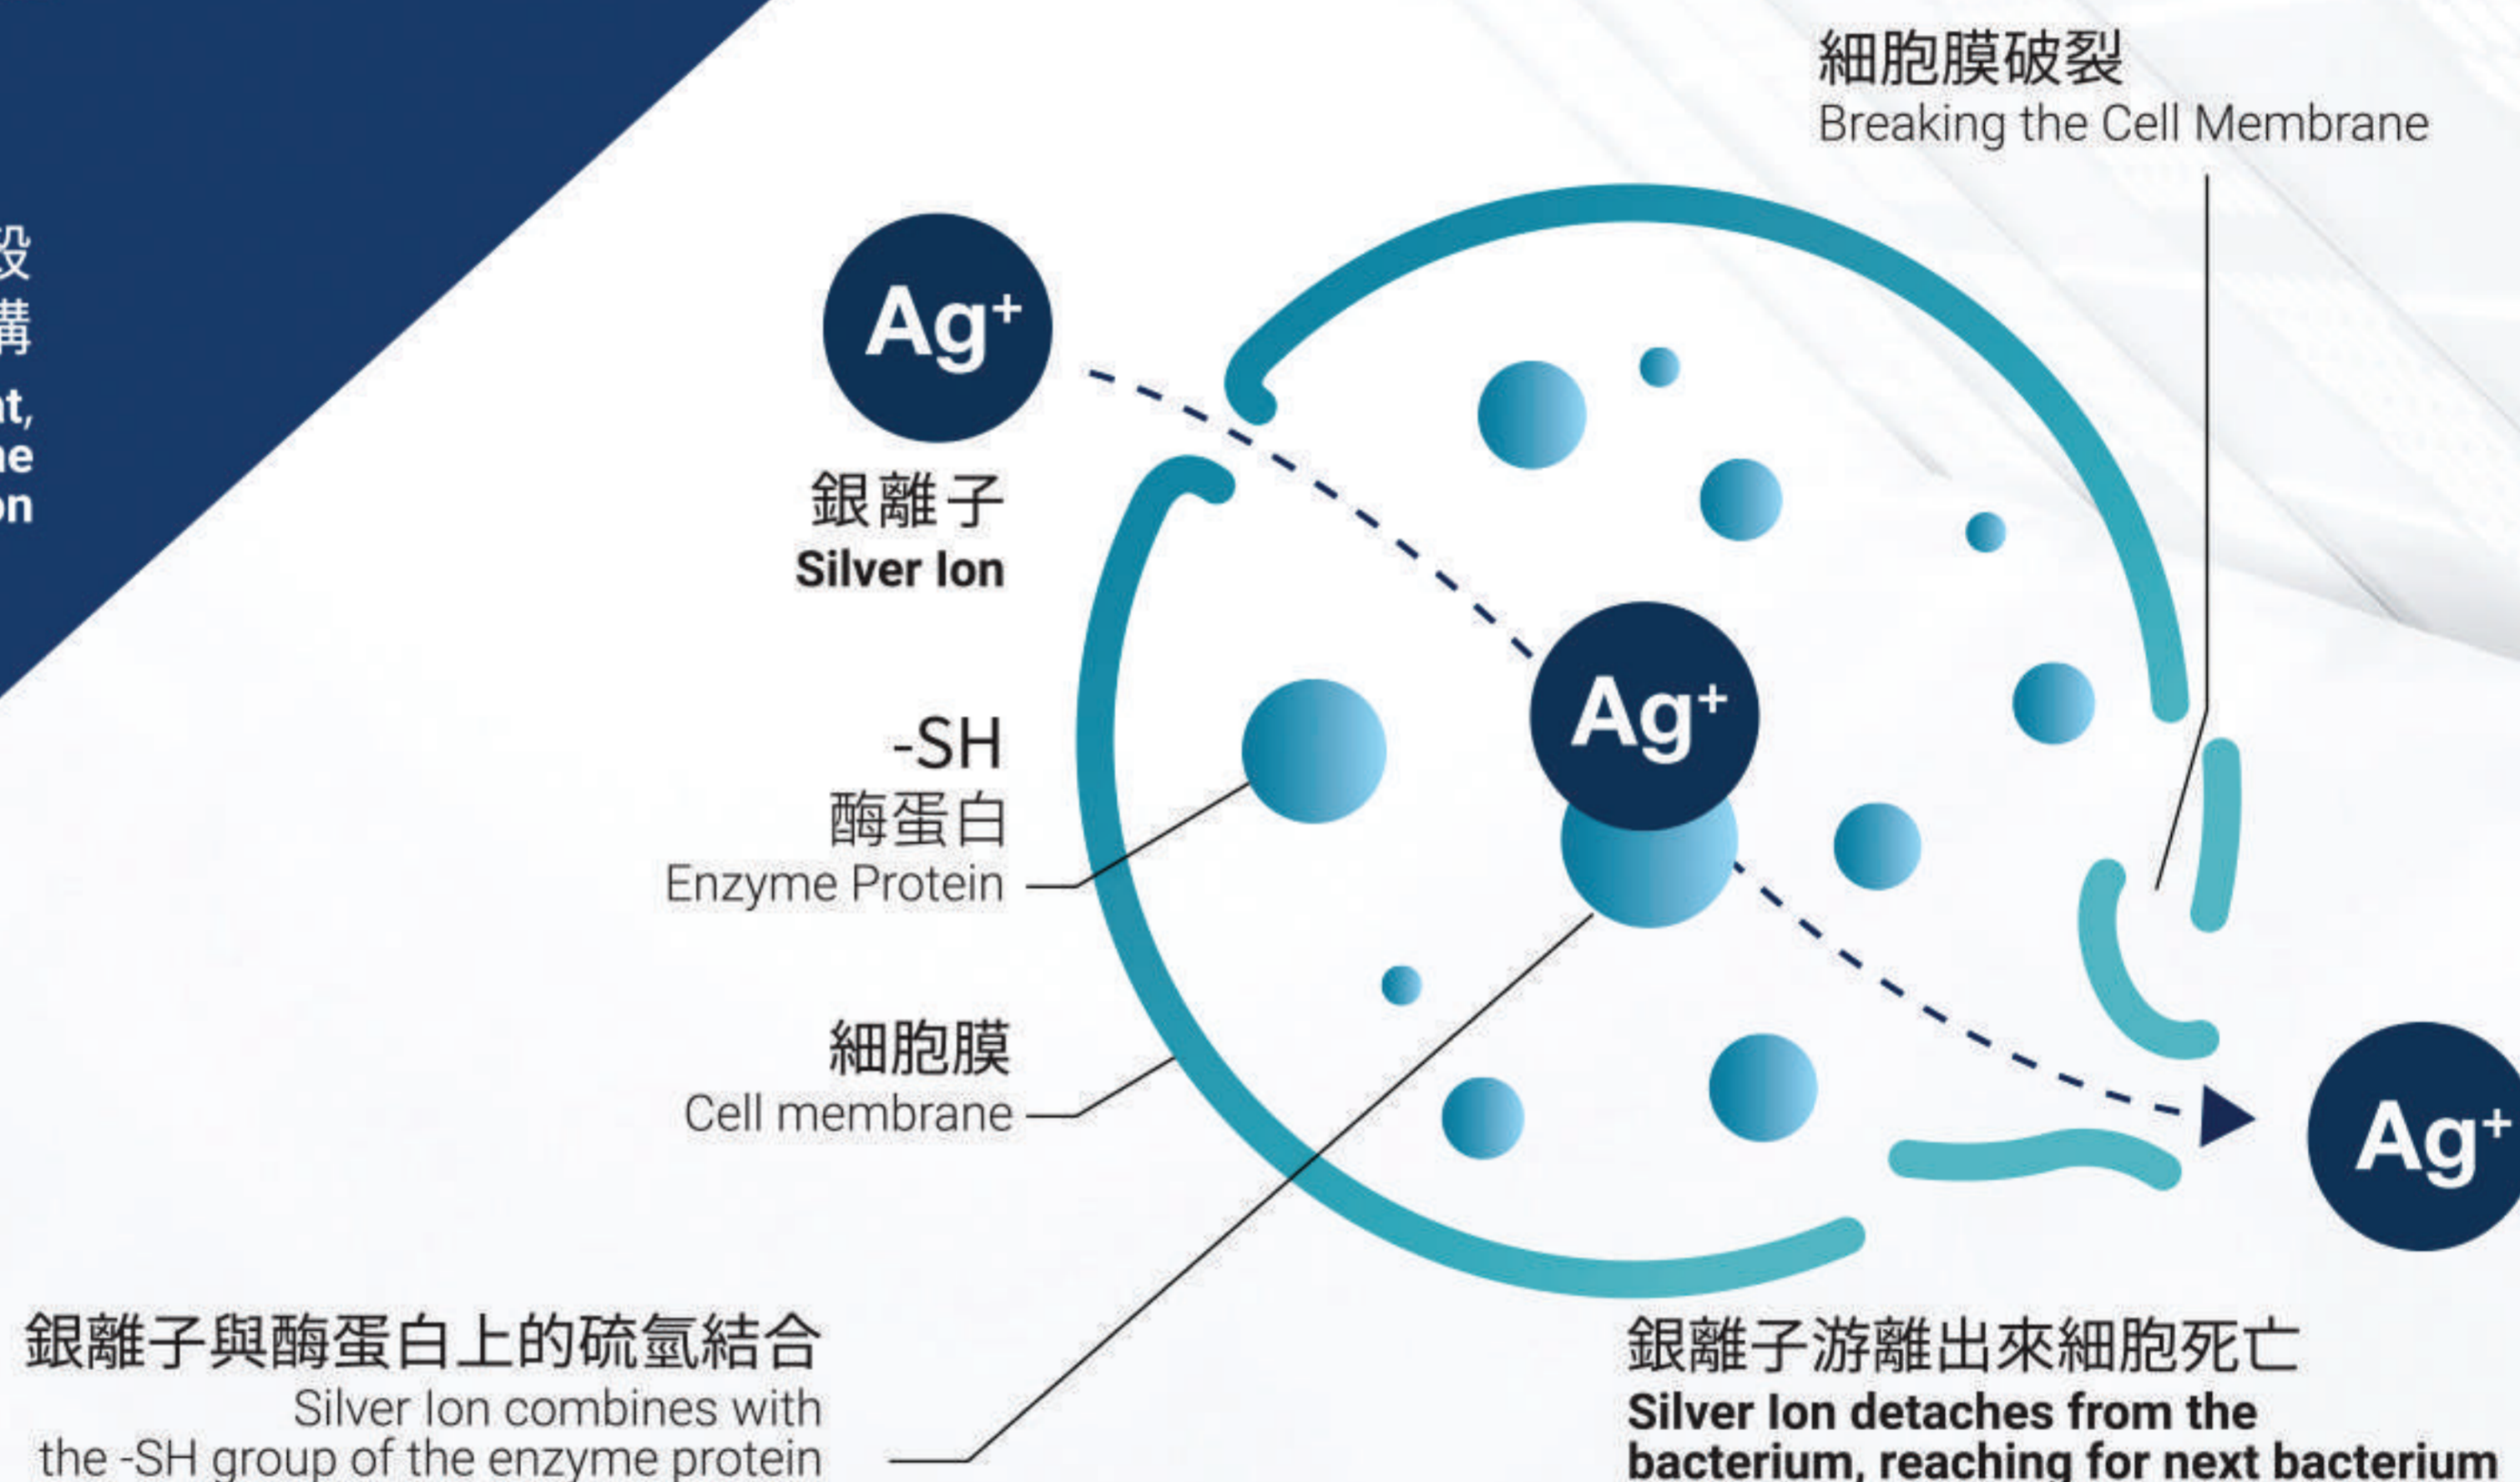 細胞膜破裂
Breaking the Cell Membrane
Ag⁺
銀離子
Silver Ion
Ag⁺
-SH
酶蛋白
Enzyme Protein
細胞膜
Cell membrane
Ag⁺
銀離子與酶蛋白上的硫氫結合
Silver Ion combines with
the -SH group of the enzyme protein
銀離子游離出來細胞死亡
Silver Ion detaches from the
bacterium, reaching for next bacterium